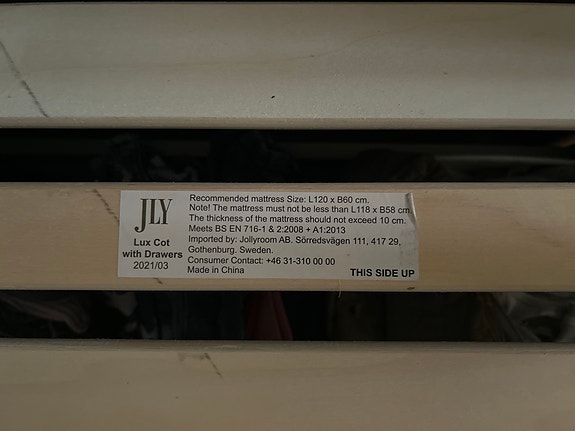 JLY
Lux Cot
with Drawers
2021/03
Recommended mattress Size: L120 x B60 cm.
Note! The mattress must not be less than L118 x B58 cm.
The thickness of the mattress should not exceed 10 cm.
Meets BS EN 716-1 & 2:2008 + A1:2013
Imported by: Jollyroom AB. Sörredsvägen 111, 417 29,
Gothenburg. Sweden.
Consumer Contact: +46 31-310 00 00
Made in China
THIS SIDE UP